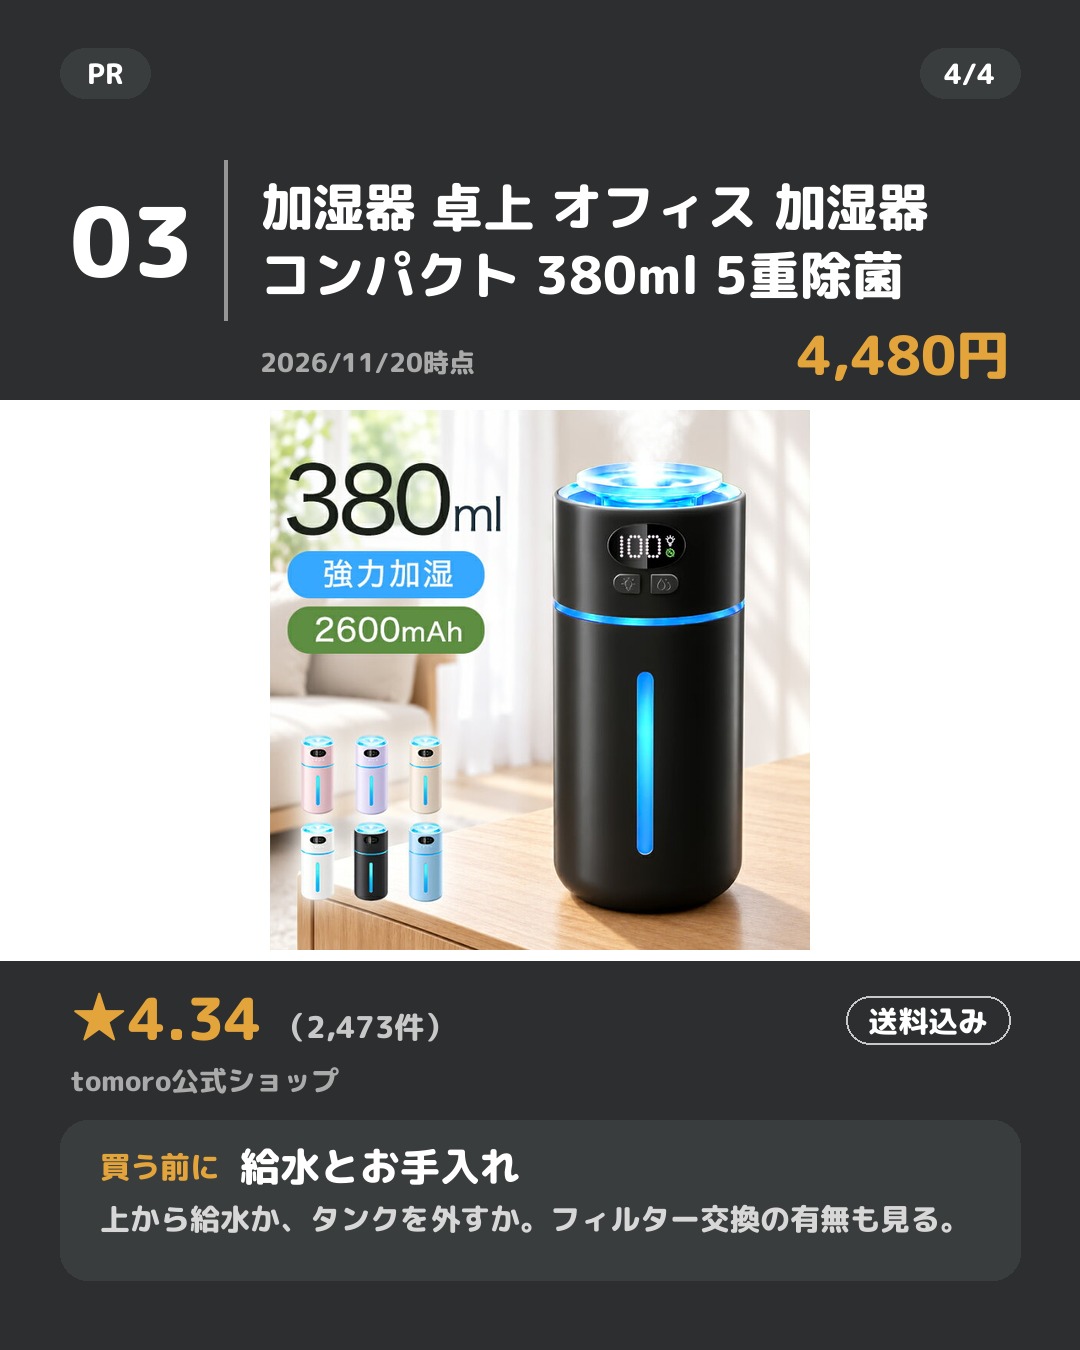 PR
4/4
03
加湿器 卓上 オフィス 加湿器
コンパクト 380ml 5重除菌
2026/11/20時点
4,480円
380ml
強力加湿
2600mAh
100
★4.34 (2,473件)
送料込み
tomoro公式ショップ
買う前に 給水とお手入れ
上から給水か、タンクを外すか。フィルター交換の有無も見る。